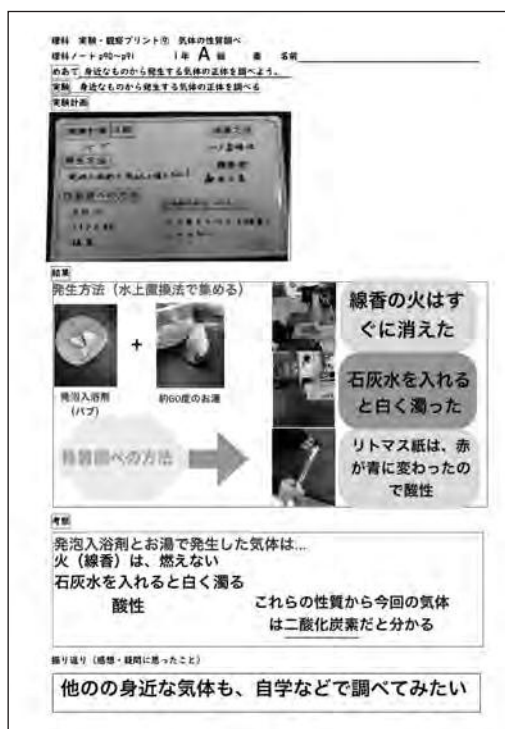 理科 実験・観察プリント⑨ 気体の性質調べ
理科ノートp90~p91 1年 A 組 番 名前
めあて 身近なものから発生する気体の正体を調べよう。
実験 身近なものから発生する気体の正体を調べる
実験計画
結果
発生方法(水上置換法で集める)
+
発泡入浴剤
(バブ)
約60度のお湯
性質調べの方法
線香の火はす
ぐに消えた
石灰水を入れる
と白く濁った
リトマス紙は、赤
が青に変わったの
で酸性
考察
発泡入浴剤とお湯で発生した気体は...
火(線香)は、燃えない
石灰水を入れると白く濁る
酸性
これらの性質から今回の気体
は二酸化炭素だと分かる
振り返り(感想・疑問に思ったこと)
他のの身近な気体も、自学などで調べてみたい